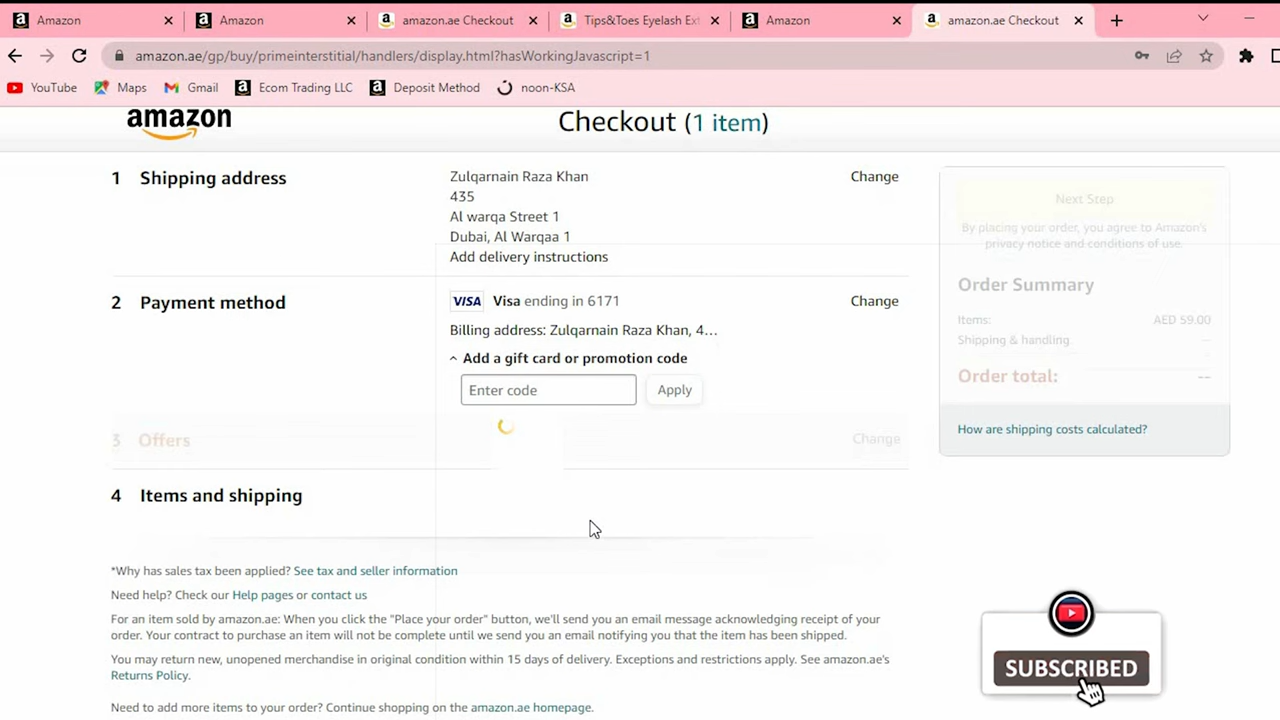 Amazon
Amazon
amazon.ae Checkout
Tips&Toes Eyelash Ex
Amazon
amazon.ae Checkout
amazon.ae/gp/buy/primeinterstitial/handlers/display.html?hasWorkingJavascript=1
YouTube
Maps
Gmail
Ecom Trading LLC
Deposit Method
noon-KSA
amazon
Checkout (1 item)
1 Shipping address
Zulqarnain Raza Khan
435
Al warqa Street 1
Dubai, Al Warqaa 1
Add delivery instructions
Change
2 Payment method
VISA Visa ending in 6171
Change
Billing address: Zulqarnain Raza Khan, 4...
Add a gift card or promotion code
Enter code
Apply
3 Offers
Change
4 Items and shipping
Next Step
By placing your order, you agree to Amazon's
privacy notice and conditions of use.
Order Summary
Items: AED 59.00
Shipping & handling --
Order total: --
How are shipping costs calculated?
*Why has sales tax been applied? See tax and seller information
Need help? Check our Help pages or contact us
For an item sold by amazon.ae: When you click the "Place your order" button, we'll send you an email message acknowledging receipt of your
order. Your contract to purchase an item will not be complete until we send you an email notifying you that the item has been shipped.
You may return new, unopened merchandise in original condition within 15 days of delivery. Exceptions and restrictions apply. See amazon.ae's
Returns Policy.
Need to add more items to your order? Continue shopping on the amazon.ae homepage.
SUBSCRIBED